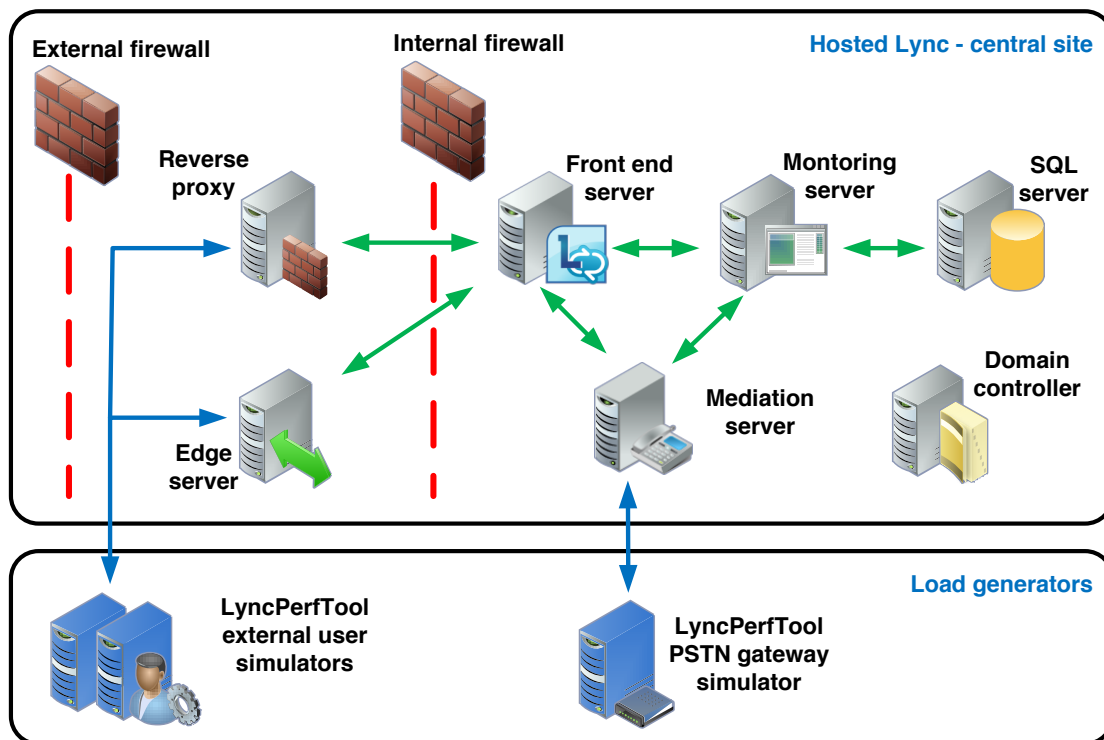 External firewall
Internal firewall
Hosted Lync - central site
Reverse
proxy
Front end
server
Montoring
server
SQL
server
L
Edge
server
Mediation
server
Domain
controller
Load generators
LyncPerfTool
external user
simulators
LyncPerfTool
PSTN gateway
simulator